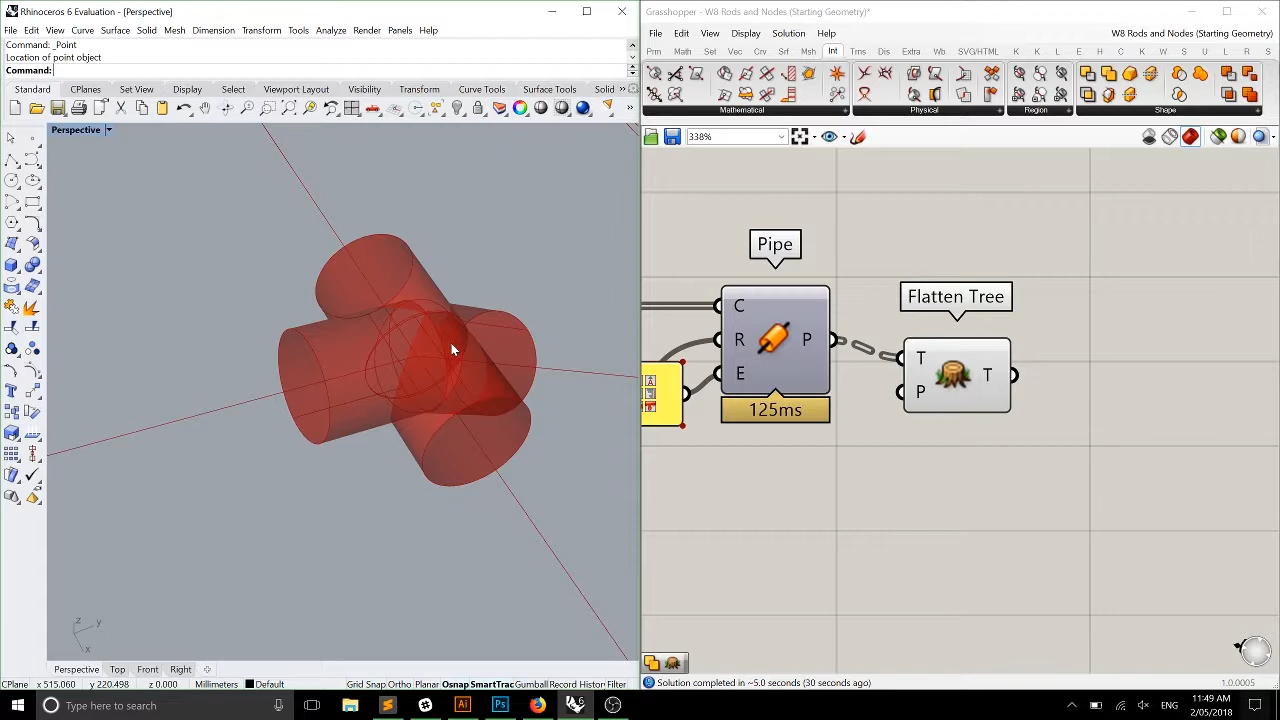 Rhinoceros 6 Evaluation - [Perspective]
File Edit View Curve Surface Solid Mesh Dimension Transform Tools Analyze Render Panels Help
Command: _Point
Location of point object
Command:
Standard CPlanes Set View Display Select Viewport Layout Visibility Transform Curve Tools Surface Tools Solid »
Perspective
z y
x
Perspective Top Front Right
CPlane x 515.060 y 220.498 z 0.000 Millimeters Default Grid Snap Ortho Planar Osnap SmartTrac Gumball Record History Filter
Grasshopper - W8 Rods and Nodes (Starting Geometry)*
File Edit View Display Solution Help W8 Rods and Nodes (Starting Geometry)*
Prm Math Set Vec Crv Srf Msh Int Trns Dis Extra Wb SVG/HTML K K L E H C K U L R S
Mathematical Physical Region Shape
338%
Pipe
C
R P
E
125ms
Flatten Tree
T
T
P
Solution completed in ~5.0 seconds (30 seconds ago) 1.0.0005
Type here to search
Ai Ps
ENG
11:49 AM
2/05/2018